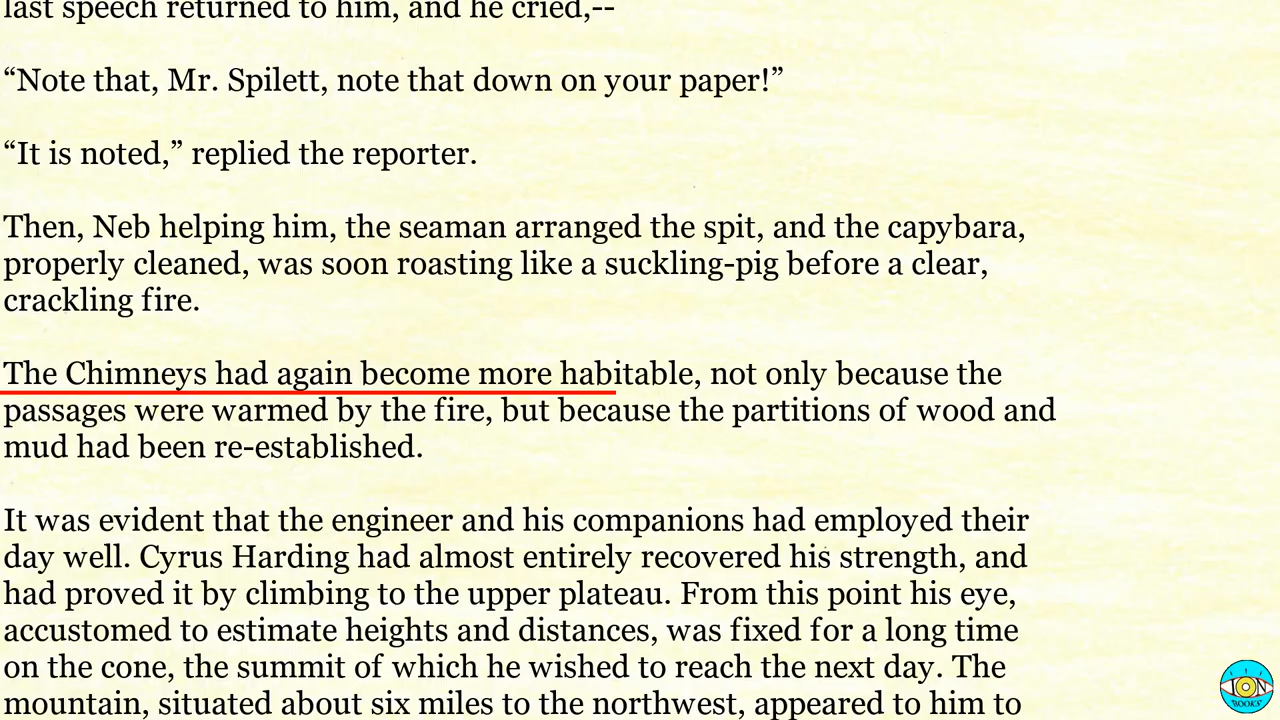 last speech returned to him, and he cried,--
“Note that, Mr. Spilett, note that down on your paper!”
“It is noted,” replied the reporter.
Then, Neb helping him, the seaman arranged the spit, and the capybara,
properly cleaned, was soon roasting like a suckling-pig before a clear,
crackling fire.
The Chimneys had again become more habitable, not only because the
passages were warmed by the fire, but because the partitions of wood and
mud had been re-established.
It was evident that the engineer and his companions had employed their
day well. Cyrus Harding had almost entirely recovered his strength, and
had proved it by climbing to the upper plateau. From this point his eye,
accustomed to estimate heights and distances, was fixed for a long time
on the cone, the summit of which he wished to reach the next day. The
mountain, situated about six miles to the northwest, appeared to him to
ION
BOOKS